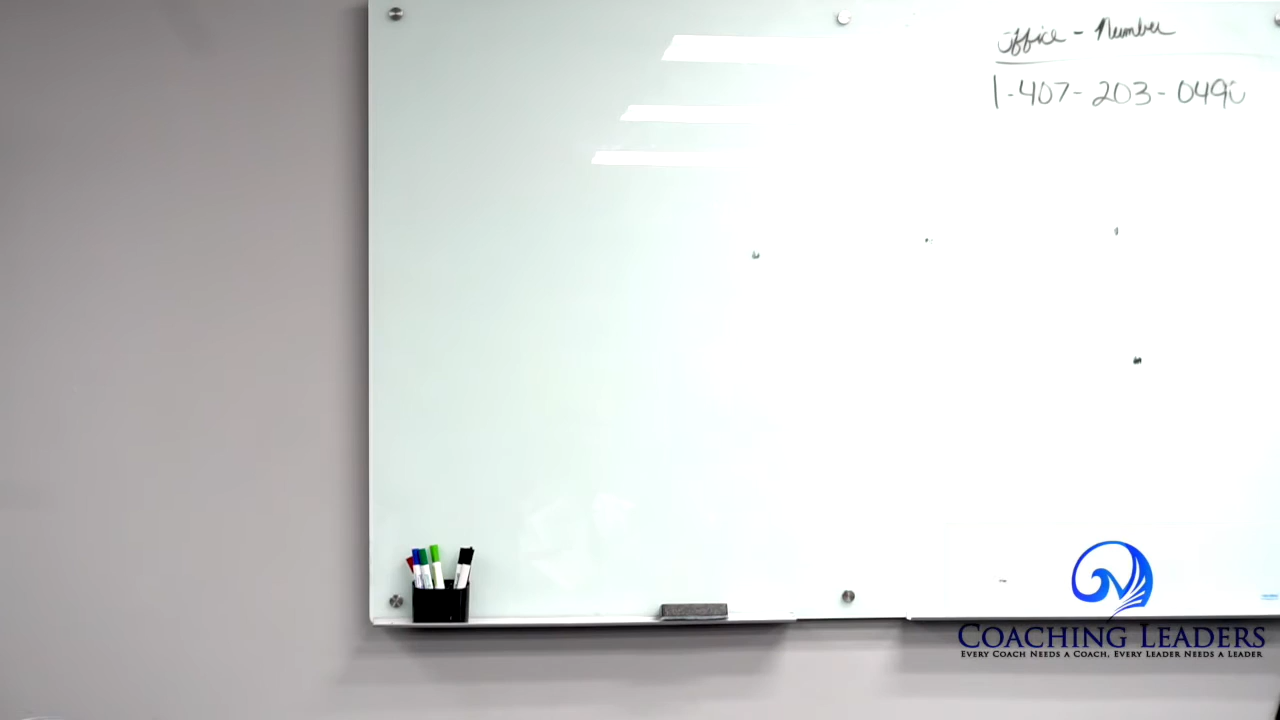 Office - Number
1-407-203-0490
COACHING LEADERS
EVERY COACH NEEDS A COACH, EVERY LEADER NEEDS A LEADER